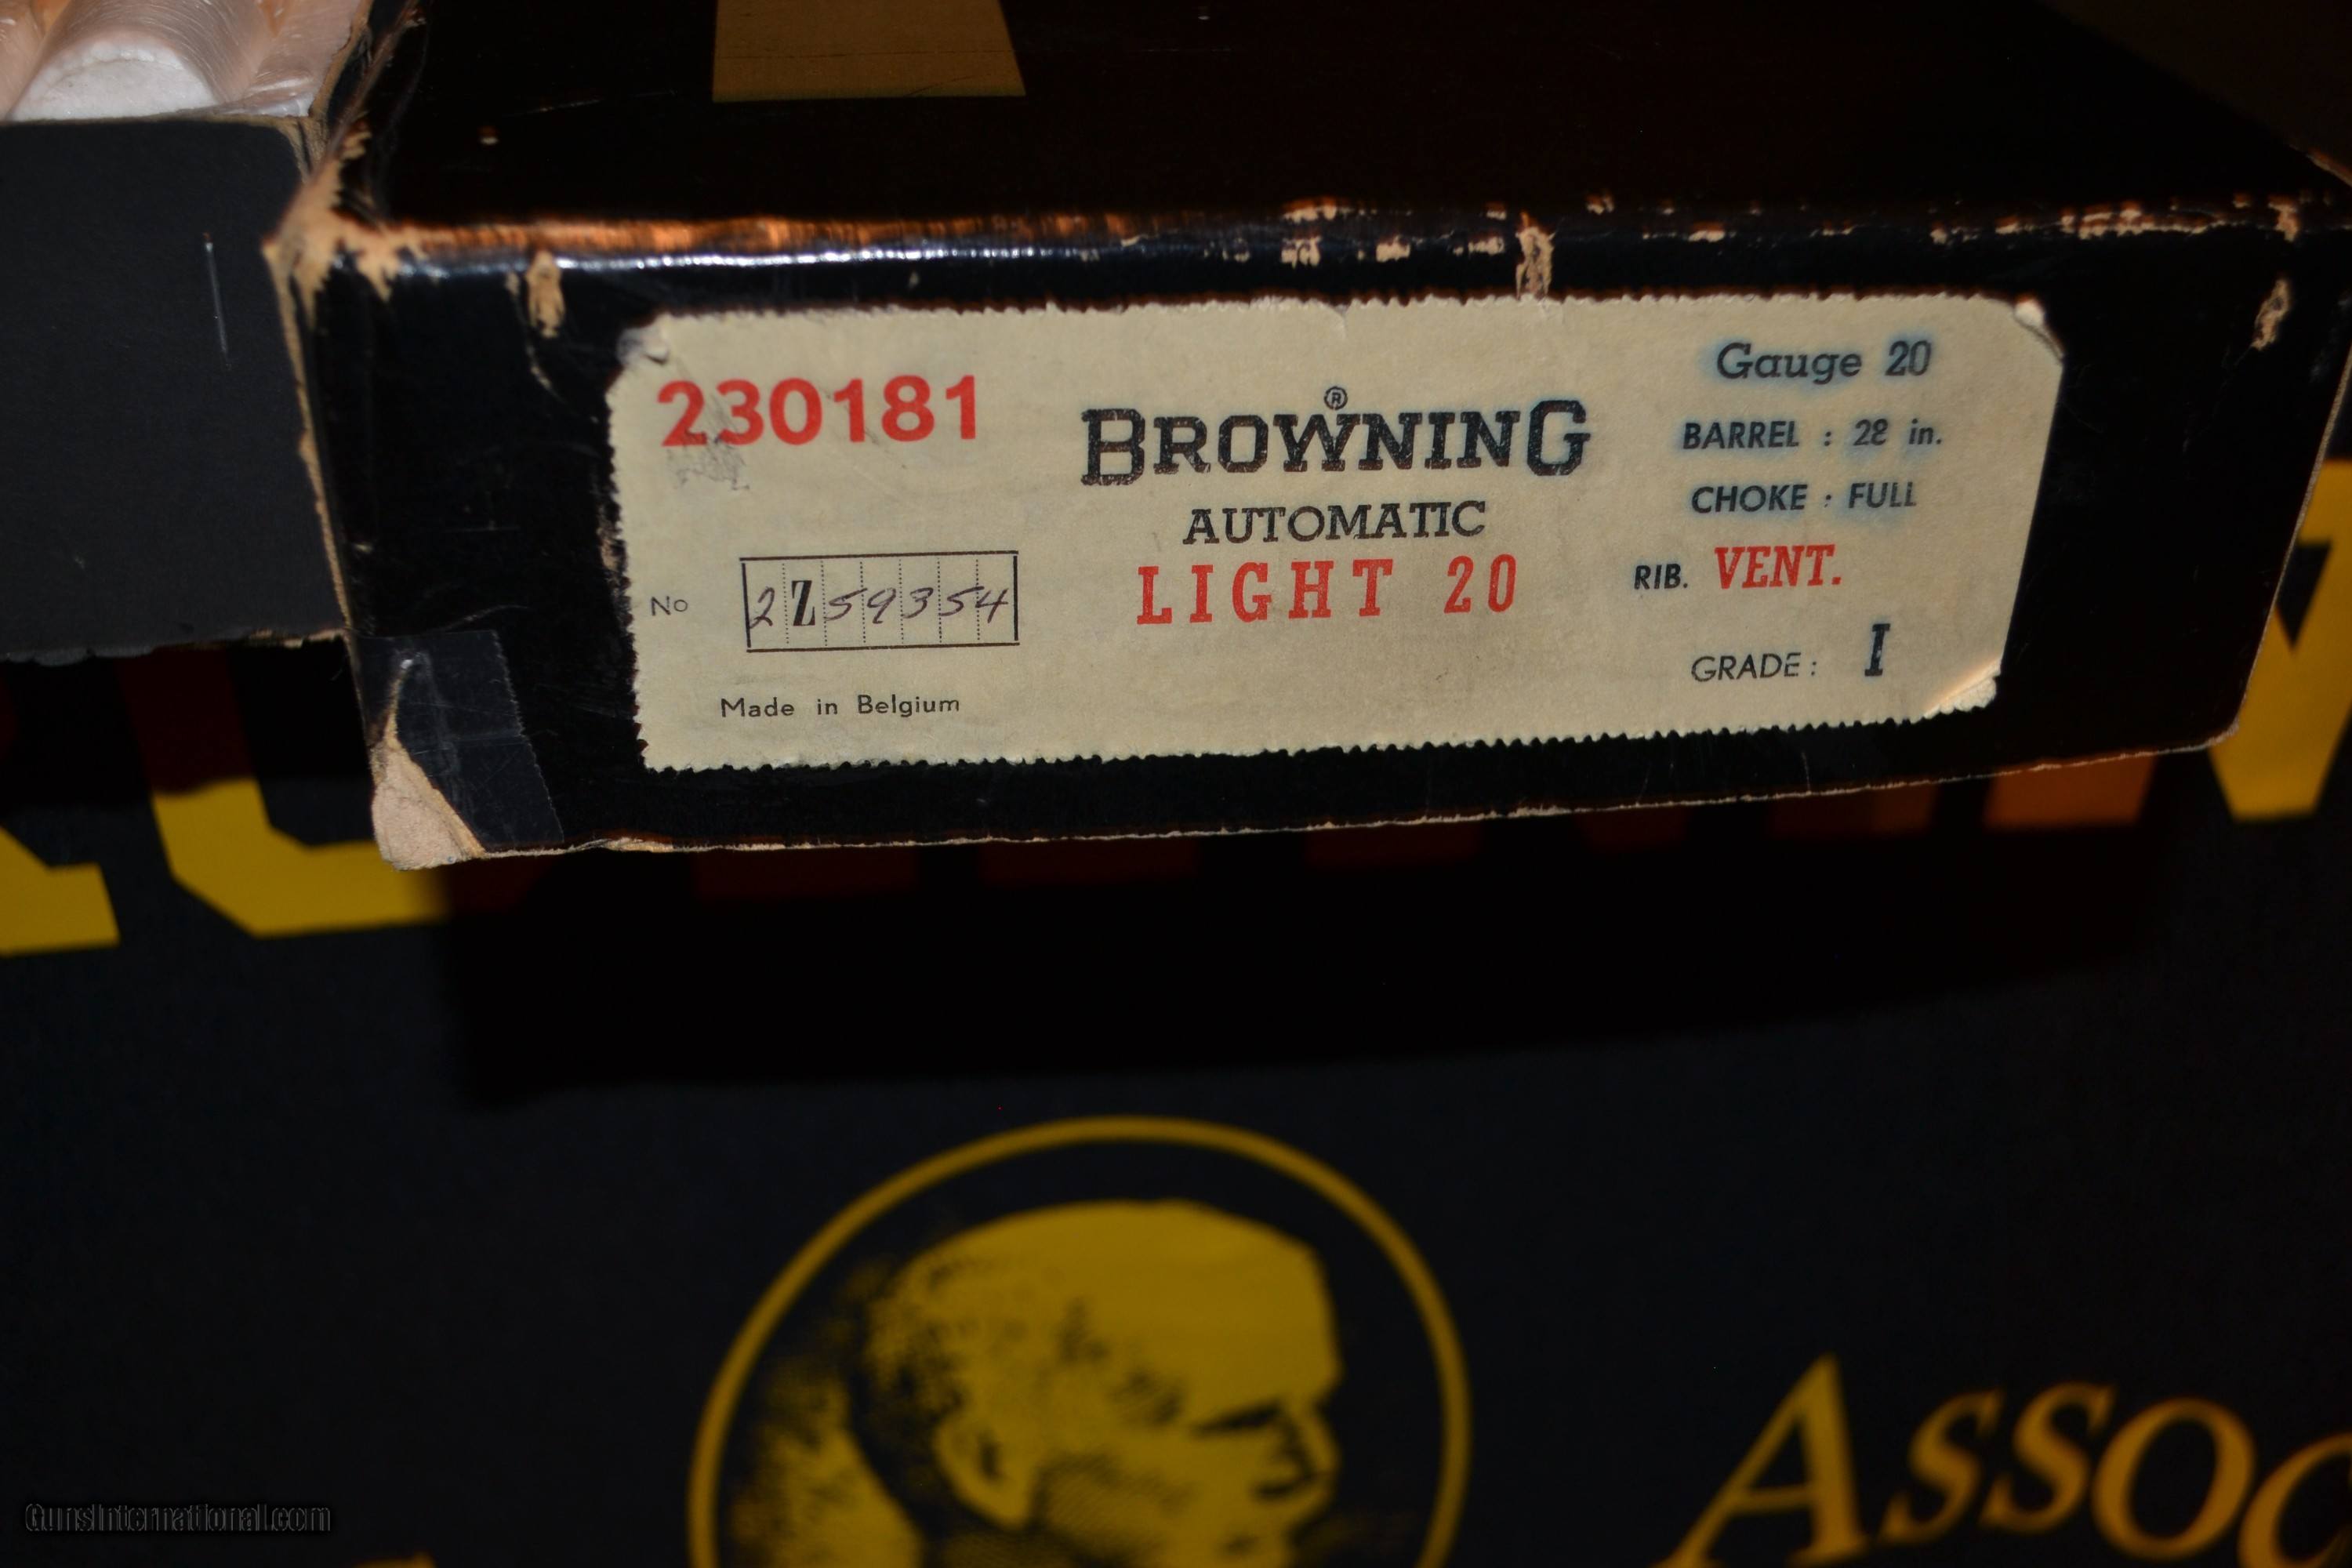 230181
No 2Z59354
Made in Belgium
BROWNING ®
AUTOMATIC
LIGHT 20
Gauge 20
BARREL : 28 in.
CHOKE : FULL
RIB. VENT.
GRADE : I
GunsInternational.com